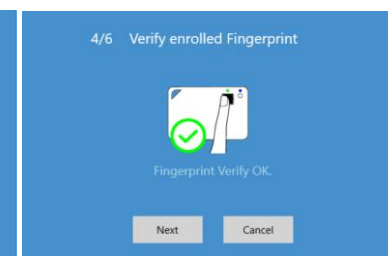 4/6 Verify enrolled Fingerprint
Fingerprint Verify OK.
Next Cancel